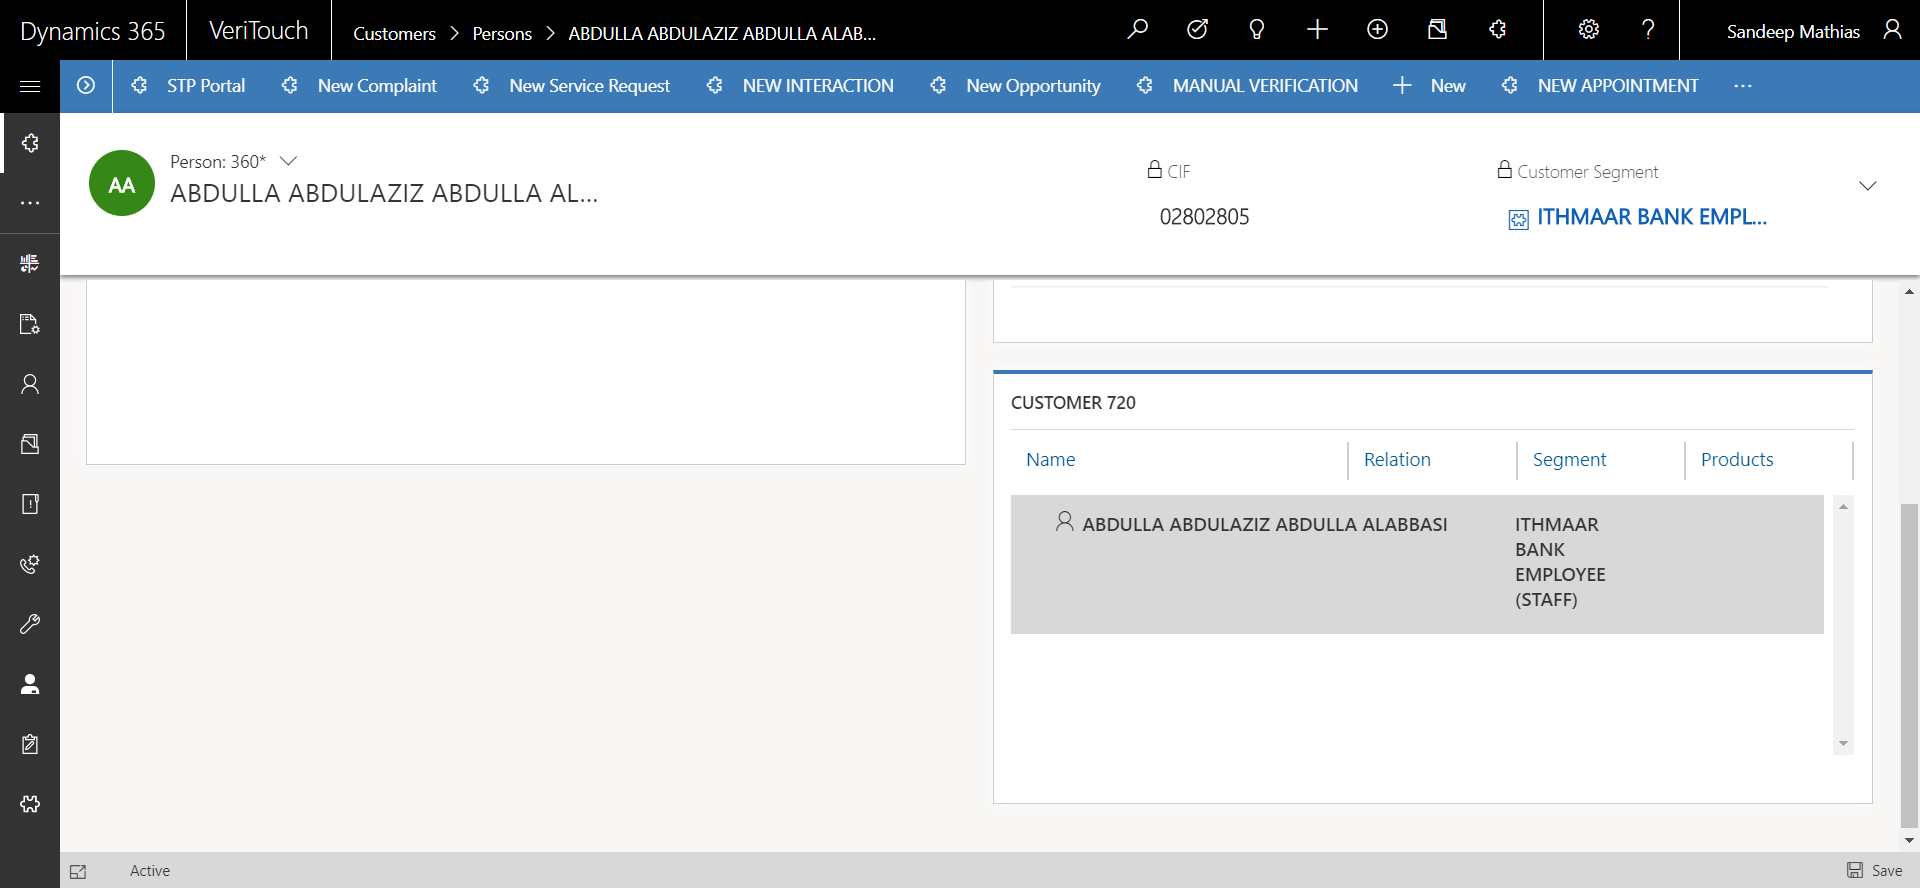 Dynamics 365 VeriTouch Customers > Persons > ABDULLA ABDULAZIZ ABDULLA ALAB... Sandeep Mathias
STP Portal New Complaint New Service Request NEW INTERACTION New Opportunity MANUAL VERIFICATION New NEW APPOINTMENT ...
Person: 360*
ABDULLA ABDULAZIZ ABDULLA AL...
AA
CIF
02802805
Customer Segment
ITHMAAR BANK EMPL...
CUSTOMER 720
Name Relation Segment Products
ABDULLA ABDULAZIZ ABDULLA ALABBASI
ITHMAAR
BANK
EMPLOYEE
(STAFF)
Active
Save